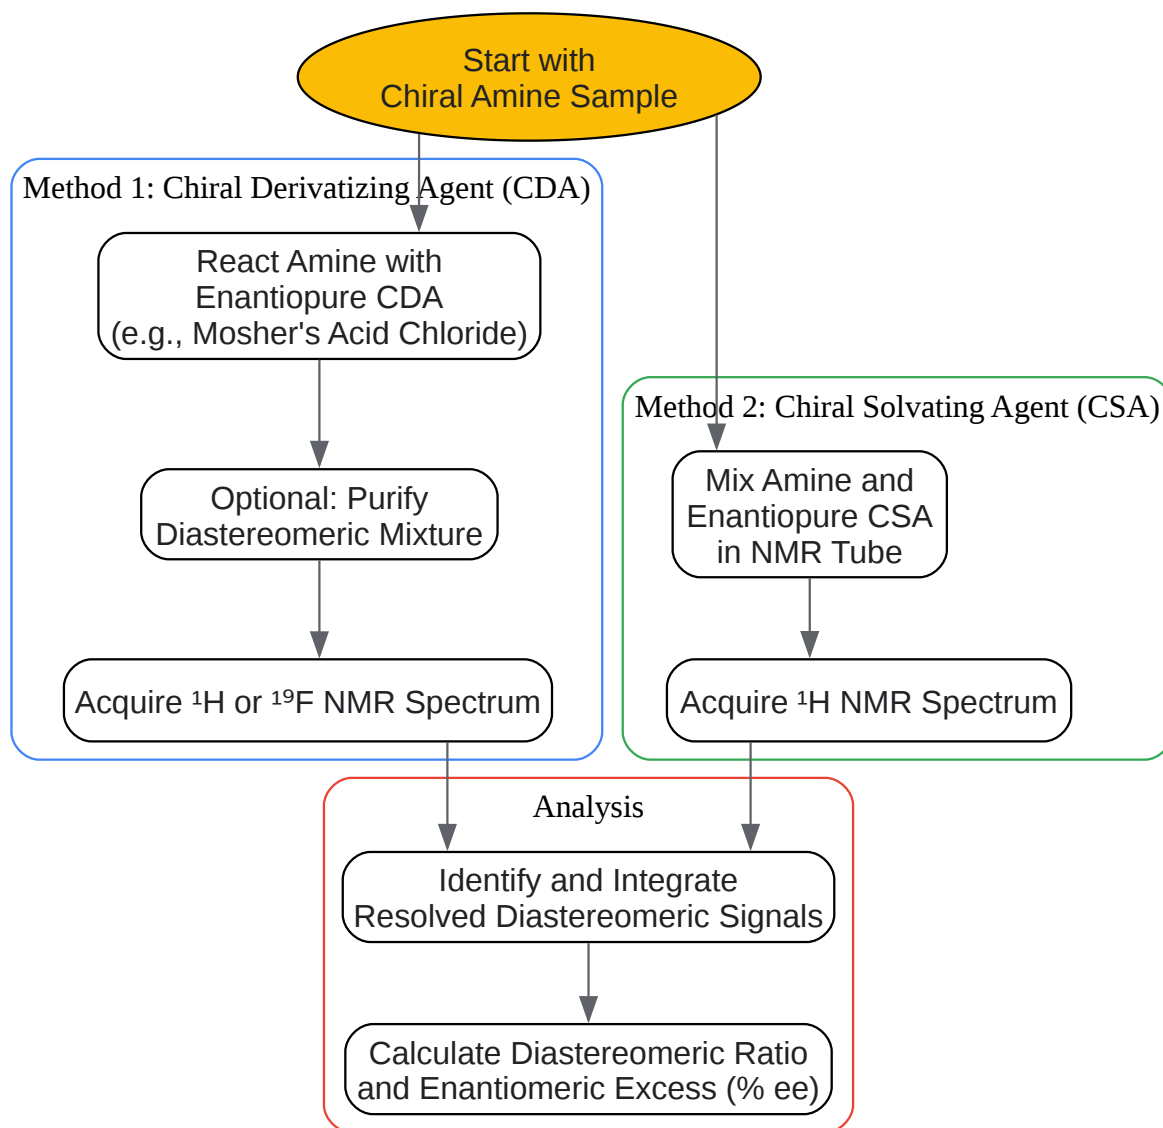 Start with
Chiral Amine Sample
Method 1: Chiral Derivatizing Agent (CDA)
React Amine with
Enantiopure CDA
(e.g., Mosher's Acid Chloride)
Optional: Purify
Diastereomeric Mixture
Acquire ¹H or ¹⁹F NMR Spectrum
Method 2: Chiral Solvating Agent (CSA)
Mix Amine and
Enantiopure CSA
in NMR Tube
Acquire ¹H NMR Spectrum
Analysis
Identify and Integrate
Resolved Diastereomeric Signals
Calculate Diastereomeric Ratio
and Enantiomeric Excess (% ee)